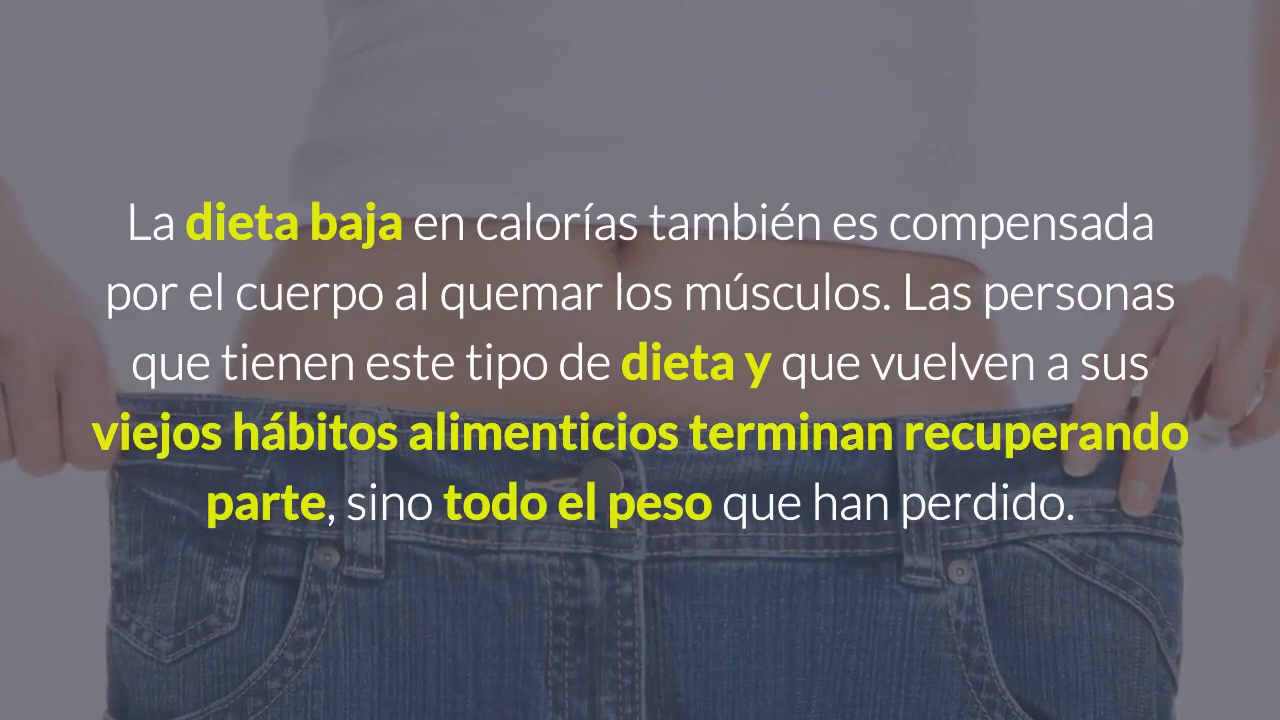 La dieta baja en calorías también es compensada
por el cuerpo al quemar los músculos. Las personas
que tienen este tipo de dieta y que vuelven a sus
viejos hábitos alimenticios terminan recuperando
parte, sino todo el peso que han perdido.